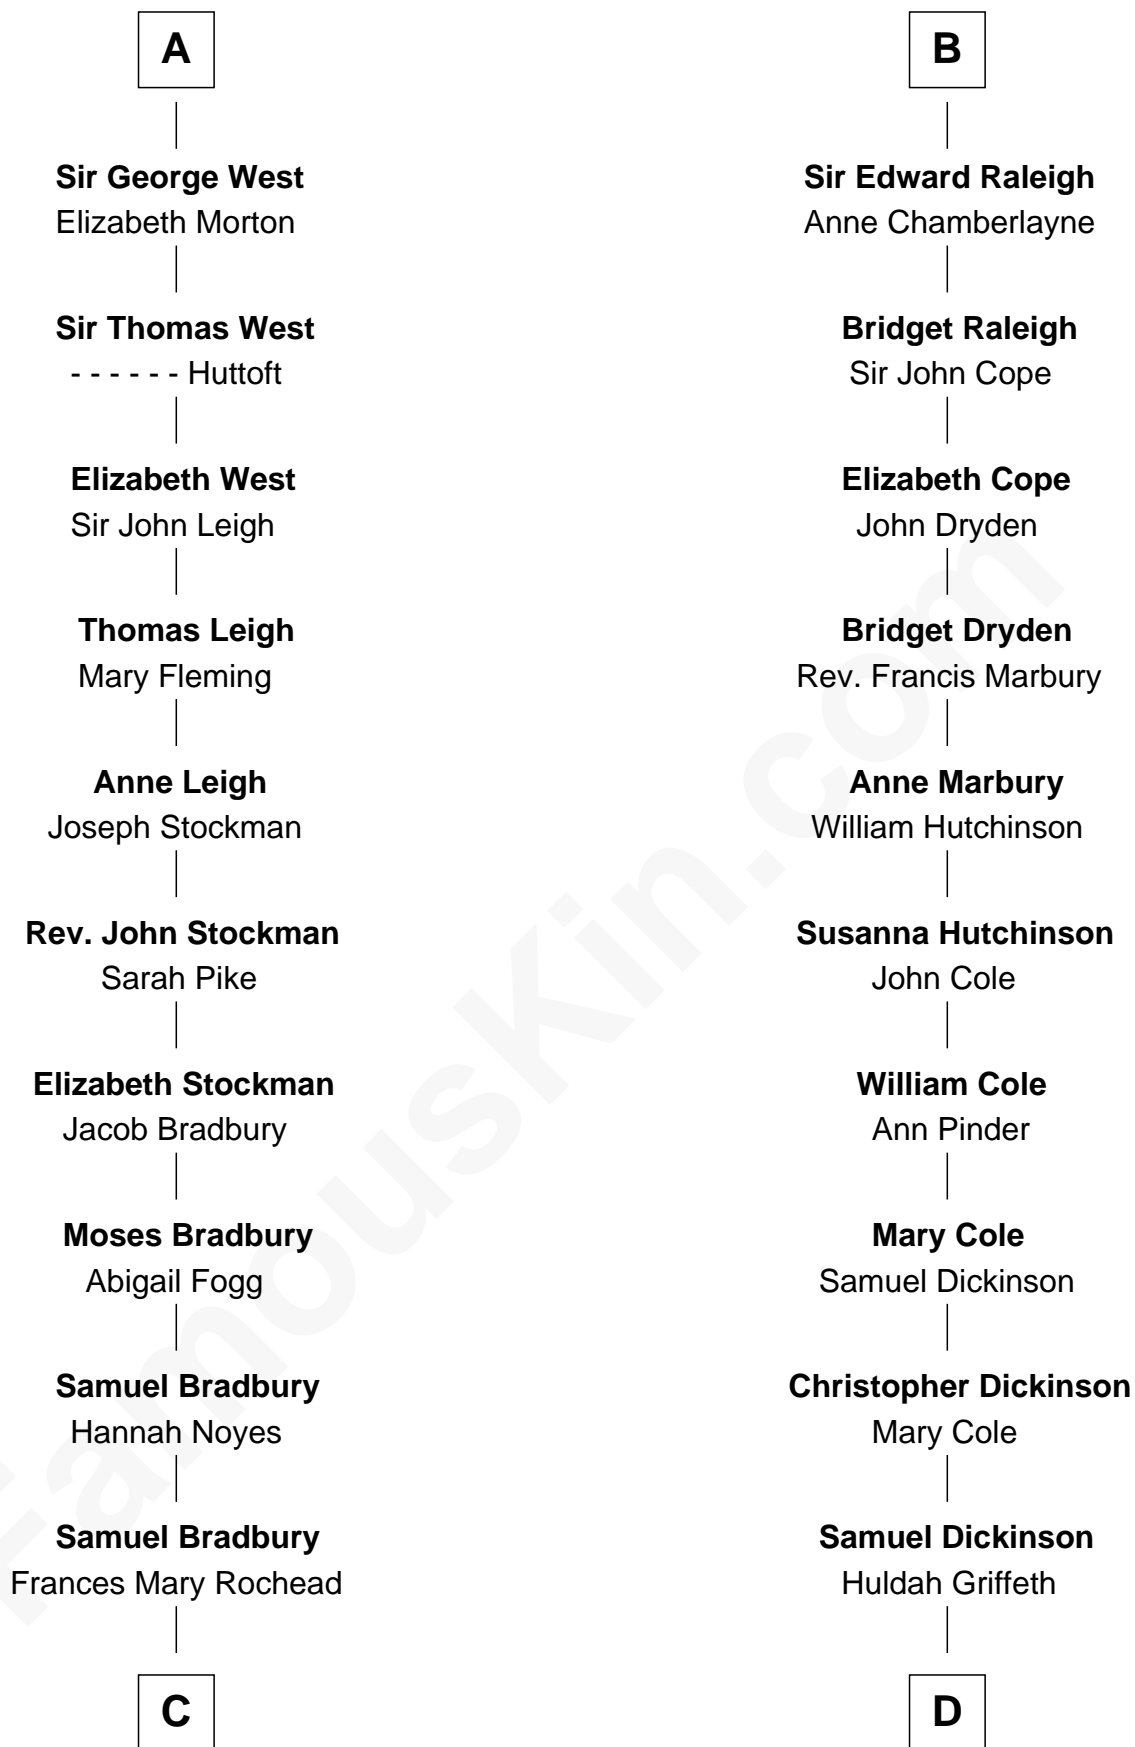 A
Sir George West
Elizabeth Morton
Sir Thomas West
- - - - - - Huttoft
Elizabeth West
Sir John Leigh
Thomas Leigh
Mary Fleming
Anne Leigh
Joseph Stockman
Rev. John Stockman
Sarah Pike
Elizabeth Stockman
Jacob Bradbury
Moses Bradbury
Abigail Fogg
Samuel Bradbury
Hannah Noyes
Samuel Bradbury
Frances Mary Rochead
C
B
Sir Edward Raleigh
Anne Chamberlayne
Bridget Raleigh
Sir John Cope
Elizabeth Cope
John Dryden
Bridget Dryden
Rev. Francis Marbury
Anne Marbury
William Hutchinson
Susanna Hutchinson
John Cole
William Cole
Ann Pinder
Mary Cole
Samuel Dickinson
Christopher Dickinson
Mary Cole
Samuel Dickinson
Huldah Griffeth
D
FamousKin.com